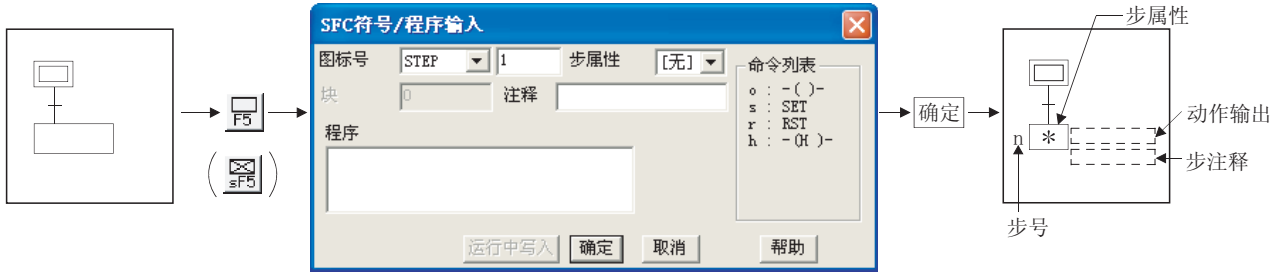 F5
sF5
SFC符号/程序输入
图标号 STEP 1 步属性 [无]
块 0 注释
程序
命令列表
o : -( )-
s : SET
r : RST
h : -(H )-
运行中写入 确定 取消 帮助
确定
步属性
n * 动作输出
步注释
步号